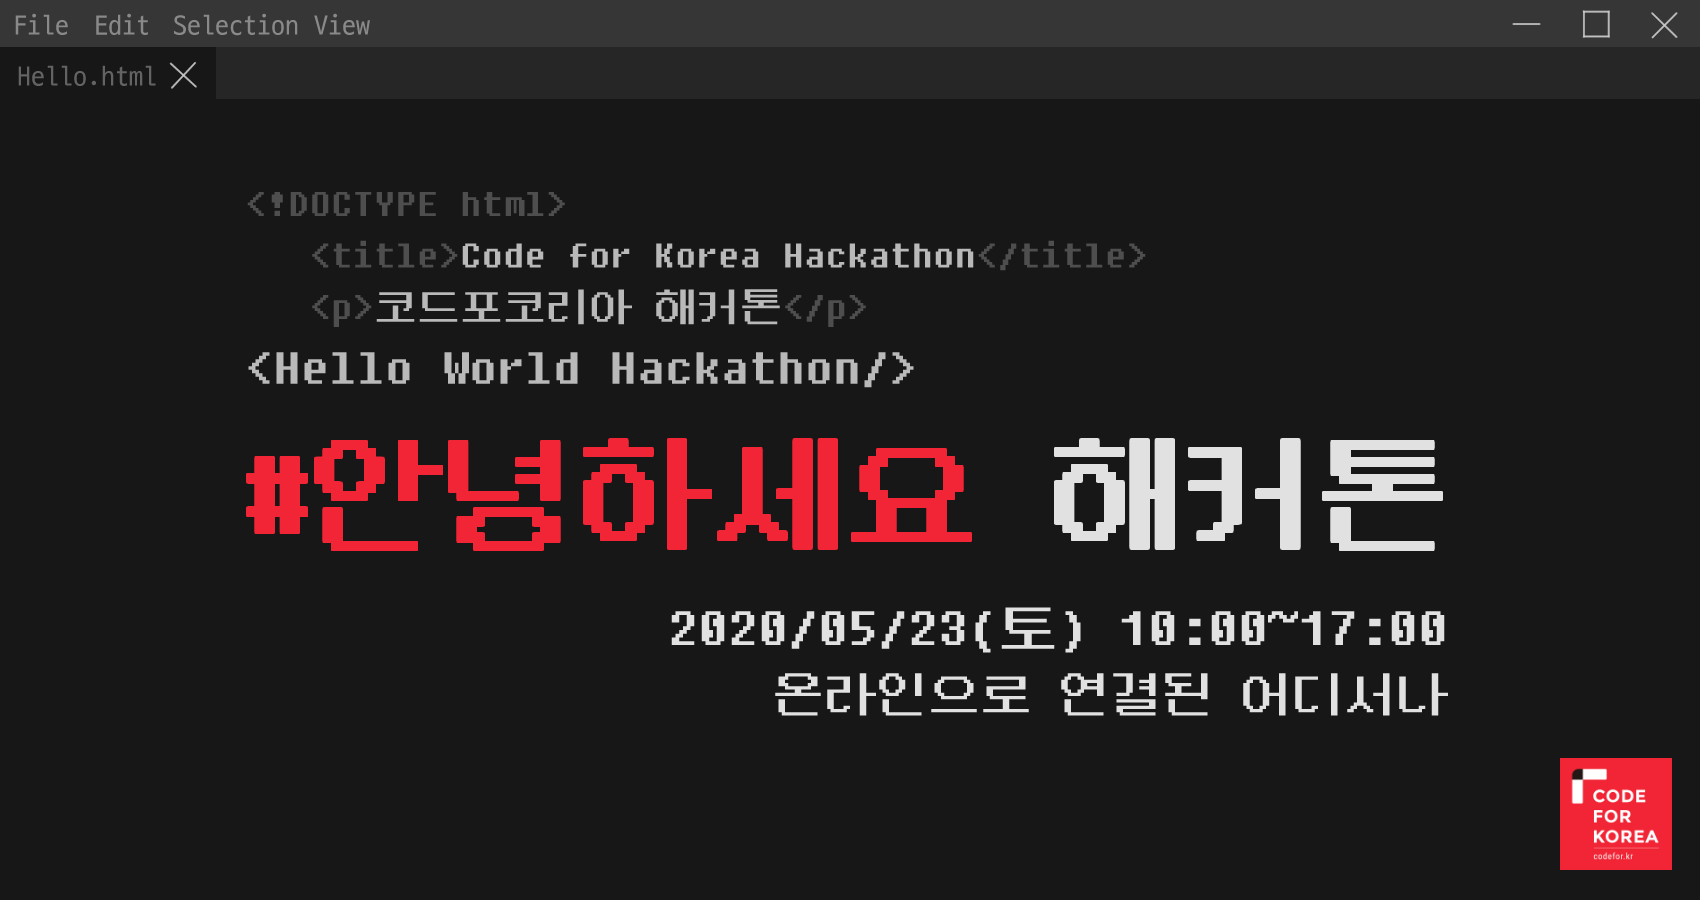 File Edit Selection View
Hello.html
<!DOCTYPE html>
<title>Code for Korea Hackathon</title>
<p>코드포코리아 해커톤</p>
<Hello World Hackathon/>
#안녕하세요 해커톤
2020/05/23(토) 10:00~17:00
온라인으로 연결된 어디서나
CODE
FOR
KOREA
codefor.kr